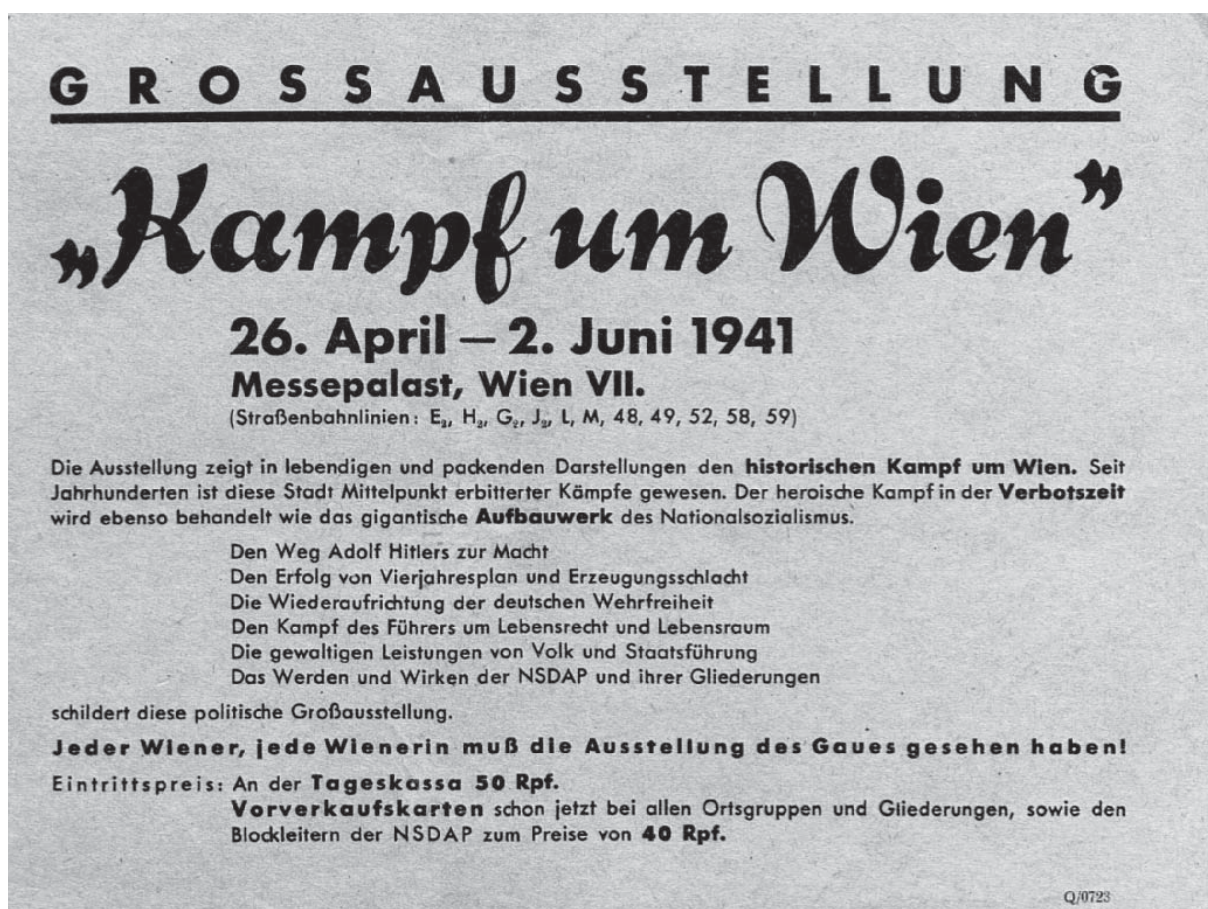 GROSSAUSSTELLUNG
„Kampf um Wien”
26. April – 2. Juni 1941
Messepalast, Wien VII.
(Straßenbahnlinien: E₂, H₂, G₂, J₂, L, M, 48, 49, 52, 58, 59)
Die Ausstellung zeigt in lebendigen und packenden Darstellungen den historischen Kampf um Wien. Seit
Jahrhunderten ist diese Stadt Mittelpunkt erbitterter Kämpfe gewesen. Der heroische Kampf in der Verbotszeit
wird ebenso behandelt wie das gigantische Aufbauwerk des Nationalsozialismus.
Den Weg Adolf Hitlers zur Macht
Den Erfolg von Vierjahresplan und Erzeugungsschlacht
Die Wiederaufrichtung der deutschen Wehrfreiheit
Den Kampf des Führers um Lebensrecht und Lebensraum
Die gewaltigen Leistungen von Volk und Staatsführung
Das Werden und Wirken der NSDAP und ihrer Gliederungen
schildert diese politische Großausstellung.
Jeder Wiener, jede Wienerin muß die Ausstellung des Gaues gesehen haben!
Eintrittspreis: An der Tageskassa 50 Rpf.
Vorverkaufskarten schon jetzt bei allen Ortsgruppen und Gliederungen, sowie den
Blockleitern der NSDAP zum Preise von 40 Rpf.
Q/0723